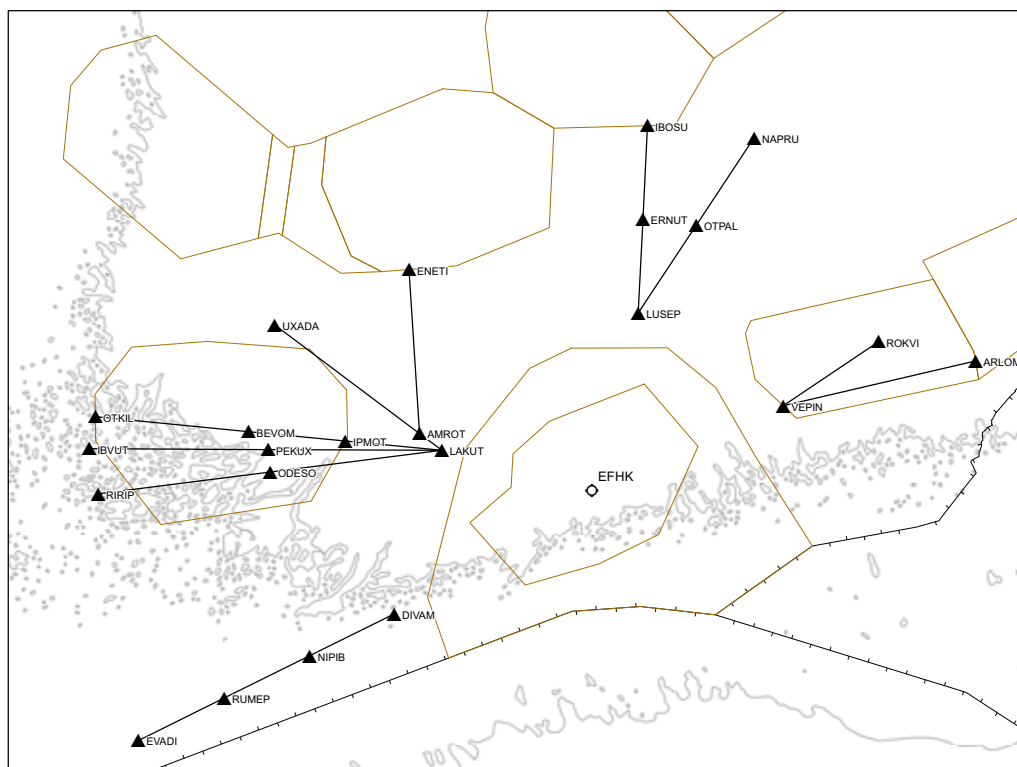 IBOSU
NAPRU
ERNUT
OTPAL
ENETI
LUSEP
UXADA
ROKVI
ARLOM
VEPIN
OTKIL
BEVOM
AMROT
IPMOT
IBVUT
PEKUX
LAKUT
ODESO
EFHK
RIRIP
DIVAM
NIPIB
RUMEP
EVADI